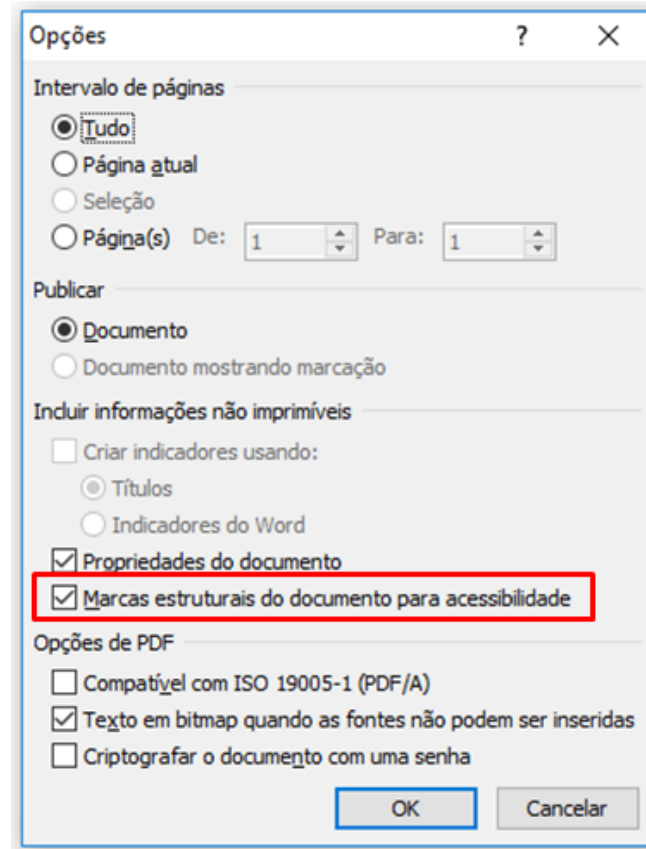 Opções ?
Intervalo de páginas
Tudo
Página atual
Seleção
Página(s) De: 1 Para: 1
Publicar
Documento
Documento mostrando marcação
Incluir informações não imprimíveis
Criar indicadores usando:
Títulos
Indicadores do Word
Propriedades do documento
Marcas estruturais do documento para acessibilidade
Opções de PDF
Compatível com ISO 19005-1 (PDF/A)
Texto em bitmap quando as fontes não podem ser inseridas
Criptografar o documento com uma senha
OK Cancelar